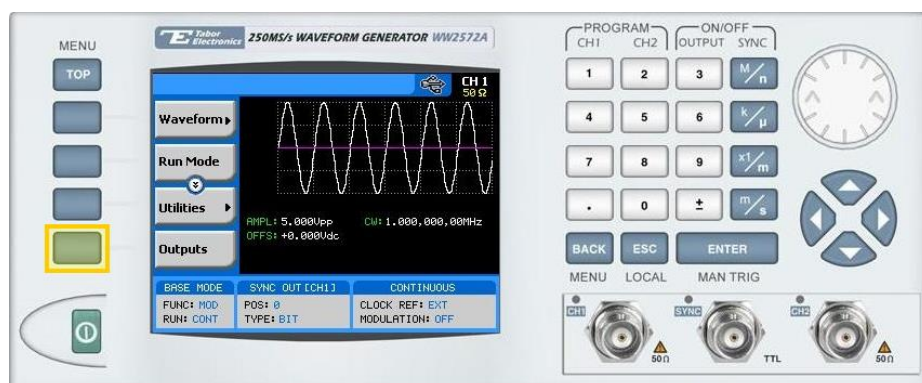 MENU
TOP
Tabor Electronics 250MS/s WAVEFORM GENERATOR WW2572A
CH 1
50 Ω
Waveform
Run Mode
Utilities
Outputs
AMPL: 5.000Vpp
OFFS: +0.000Vdc
CW: 1.000,000,00MHz
BASE MODE
FUNC: MOD
RUN: CONT
SYNC OUT [CH1]
POS: 0
TYPE: BIT
CONTINUOUS
CLOCK REF: EXT
MODULATION: OFF
PROGRAM
CH1 CH2
ON/OFF
OUTPUT SYNC
1 2 3 M/n
4 5 6 k/μ
7 8 9 x1/m
. 0 ± m/s
BACK ESC ENTER
MENU LOCAL MAN TRIG
CH1 SYNC CH2
50Ω TTL 50Ω